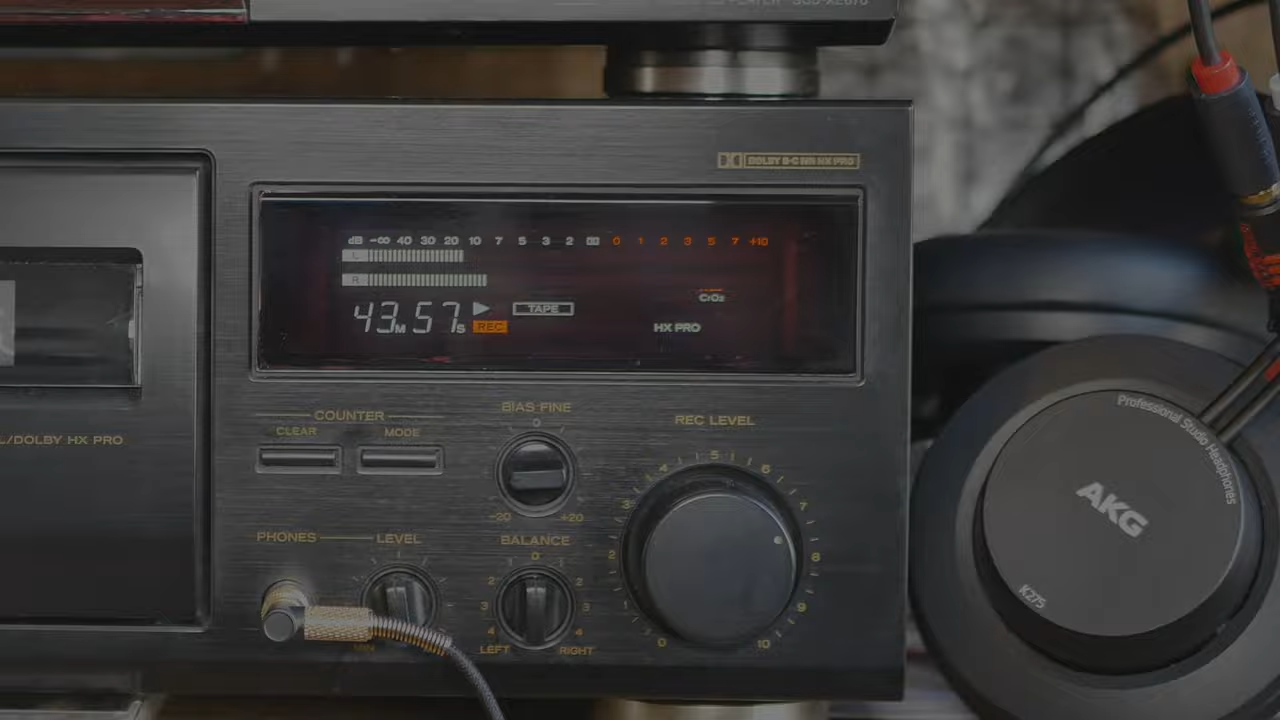 DOLBY B-C NR HX PRO
dB -∞ 40 30 20 10 7 5 3 2 0 1 2 3 5 7 +10
L
R
43M 57S
REC
TAPE
CrO2
HX PRO
L/DOLBY HX PRO
COUNTER
CLEAR MODE
BIAS FINE
0
-20 +20
REC LEVEL
0 1 2 3 4 5 6 7 8 9 10
PHONES LEVEL
MIN
BALANCE
0
2 2
3 3
4 4
LEFT RIGHT
Professional Studio Headphones
AKG
K275